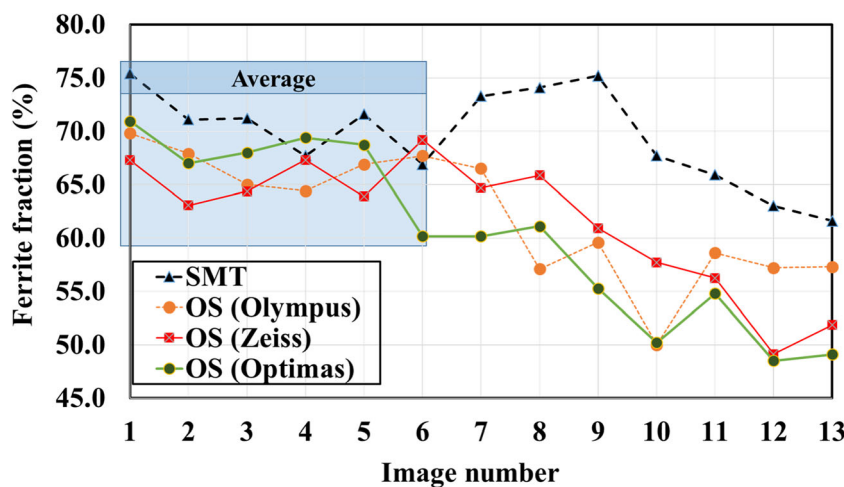 80.0
75.0
70.0
65.0
60.0
55.0
50.0
45.0
Ferrite fraction (%)
Average
SMT
OS (Olympus)
OS (Zeiss)
OS (Optimas)
1 2 3 4 5 6 7 8 9 10 11 12 13
Image number